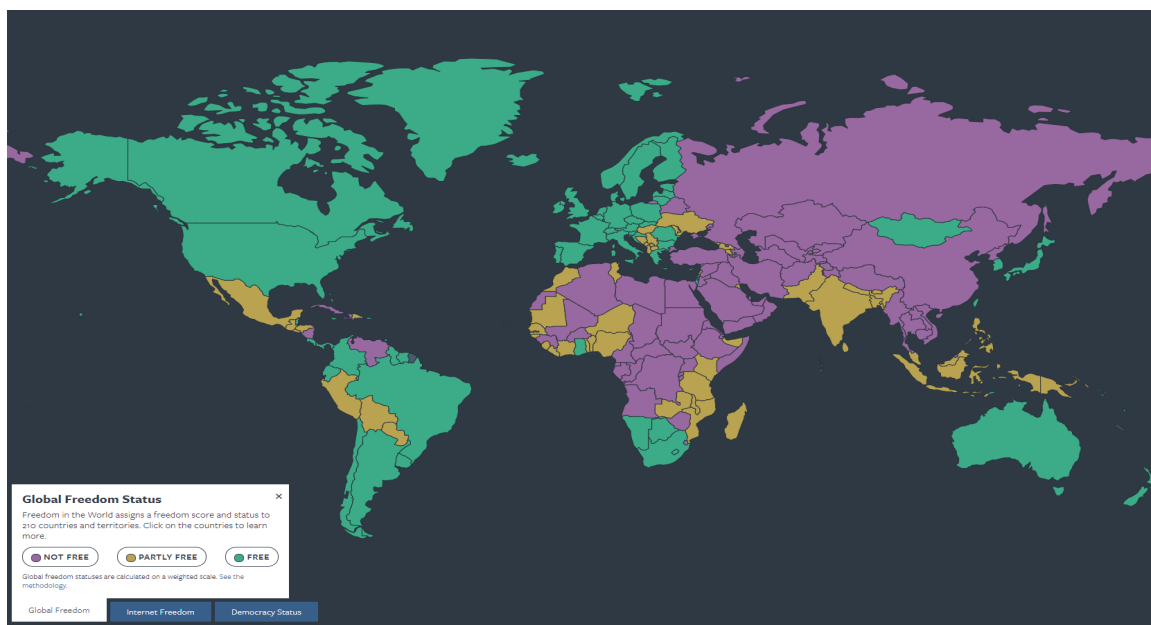 Global Freedom Status
×
Freedom in the World assigns a freedom score and status to
210 countries and territories. Click on the countries to learn
more.
NOT FREE
PARTLY FREE
FREE
Global freedom statuses are calculated on a weighted scale. See the
methodology.
Global Freedom
Internet Freedom
Democracy Status